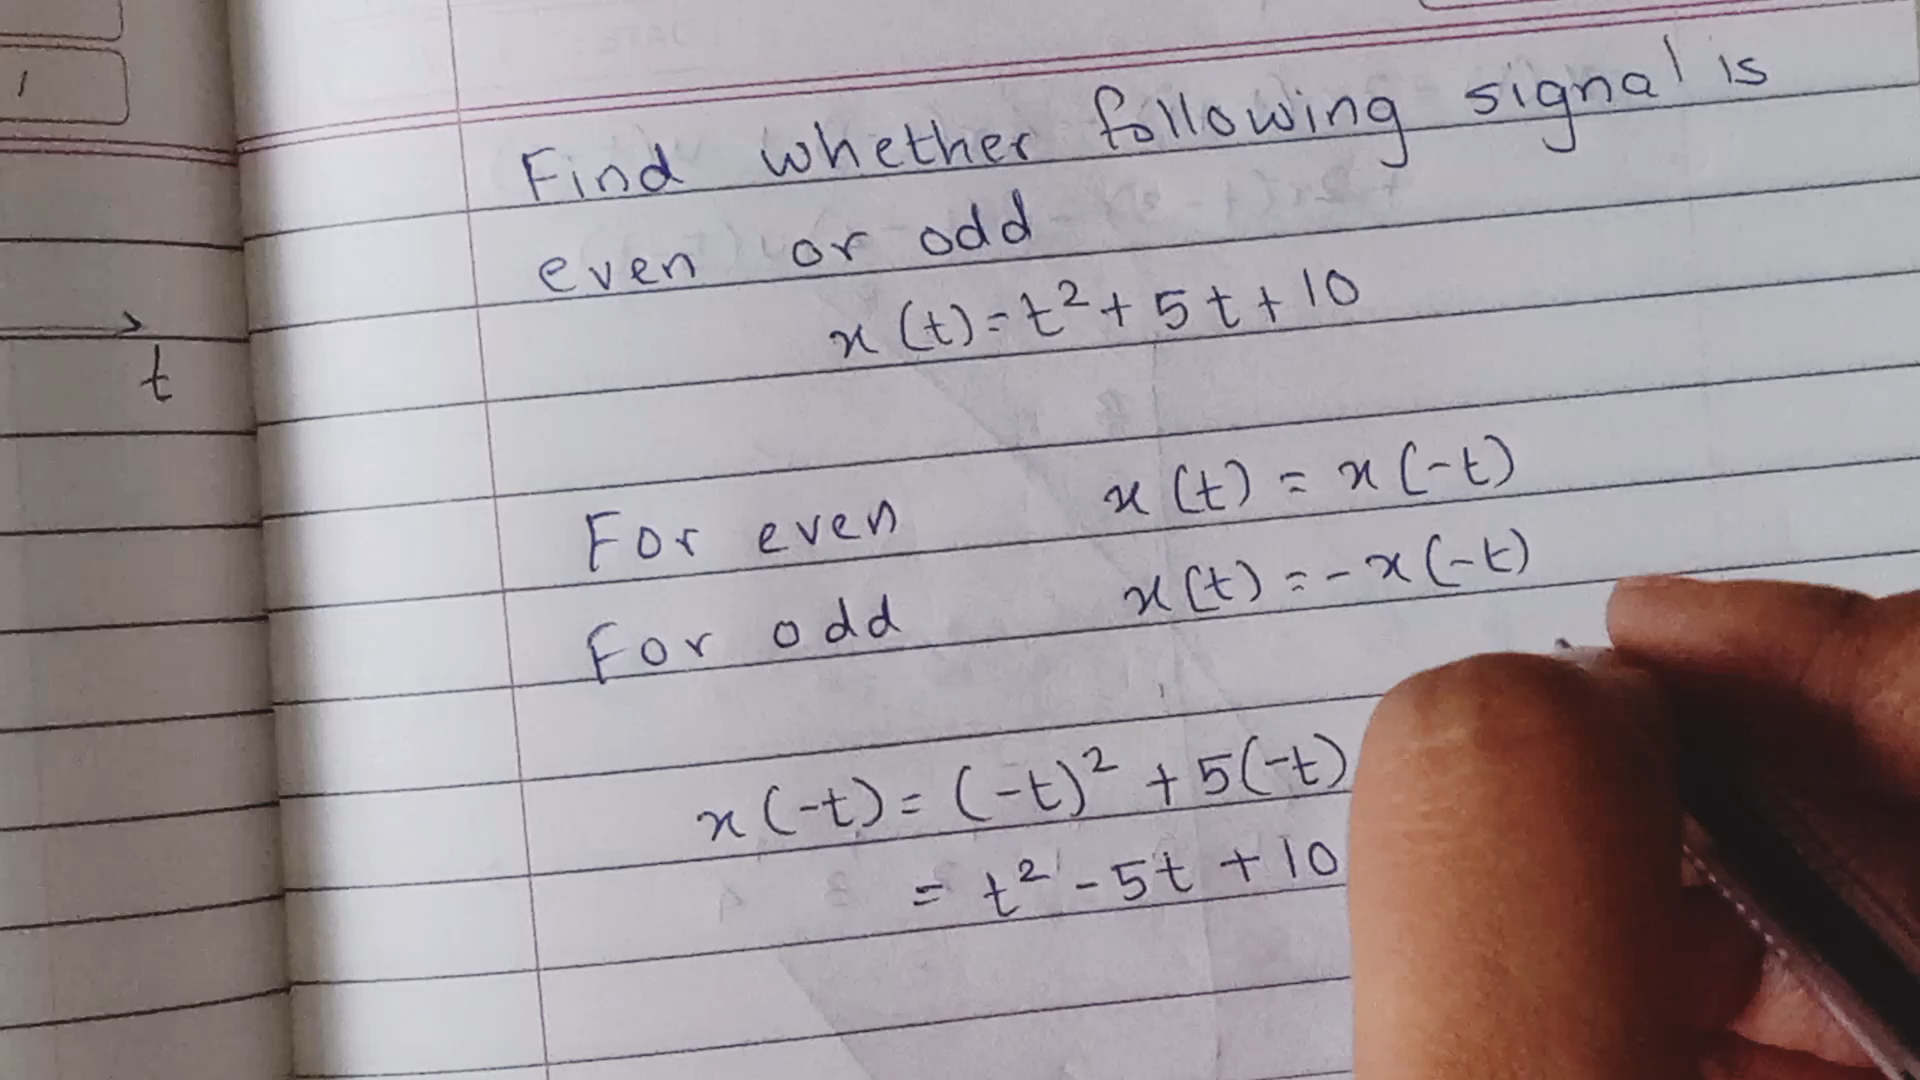 Find whether following signal is
even or odd
x(t)=t²+5t+10
t
For even x(t)=x(-t)
For odd x(t)=-x(-t)
x(-t)=(-t)²+5(-t)
=t²-5t+10